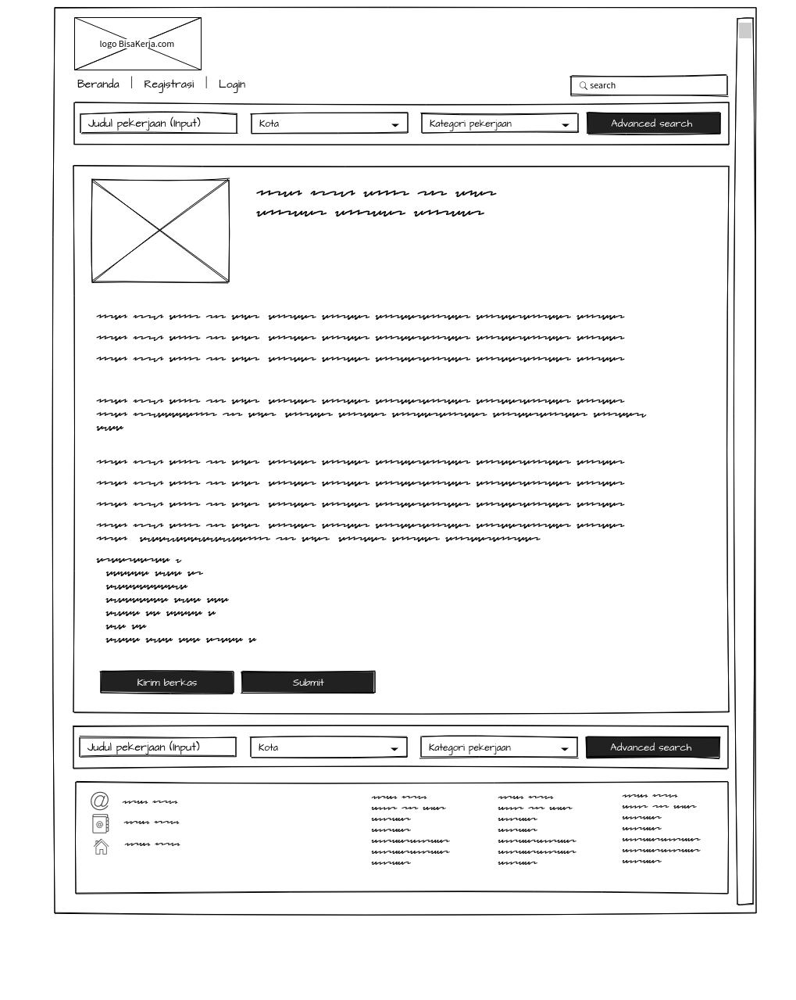 logo BisaKerja.com
Beranda | Registrasi | Login
search
Judul pekerjaan (Input) Kota Kategori pekerjaan Advanced search
Kirim berkas Submit
Judul pekerjaan (Input) Kota Kategori pekerjaan Advanced search
@
@